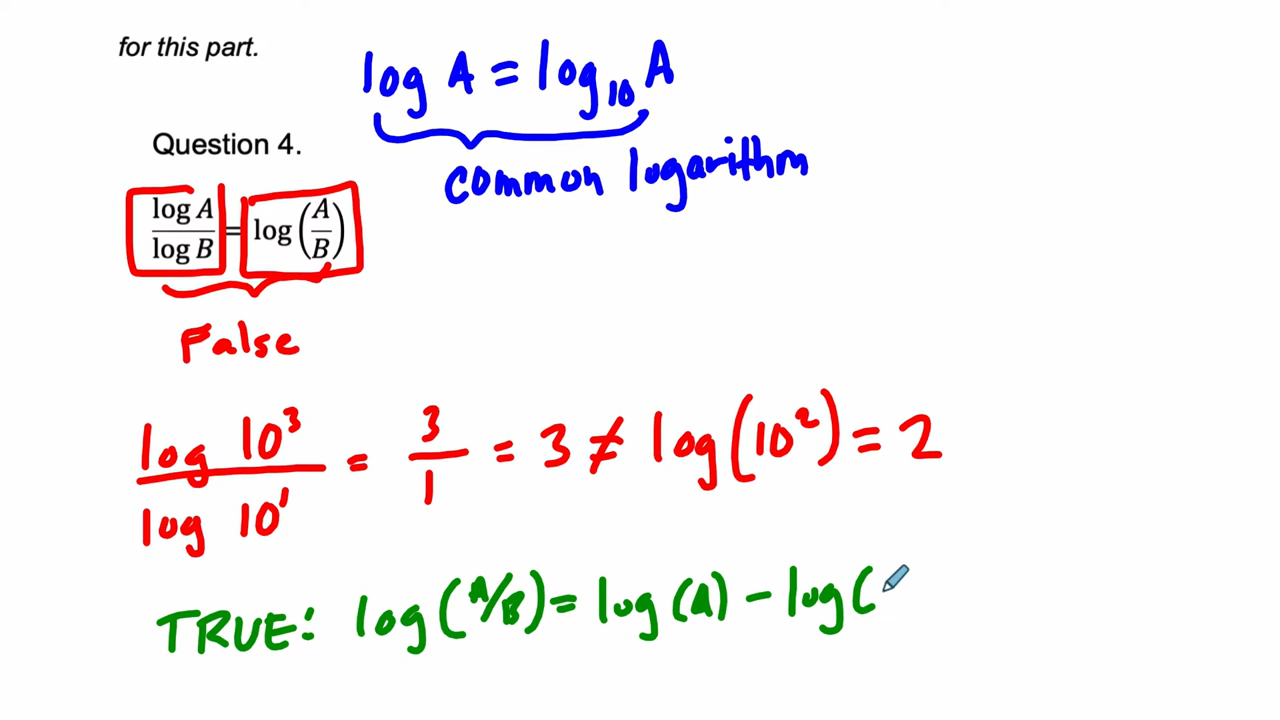 for this part.
log A = log₁₀ A
common logarithm
Question 4.
log A / log B = log (A/B)
False
log 10³ / log 10¹ = 3/1 = 3 ≠ log(10²) = 2
TRUE: log(A/B) = log(A) - log(